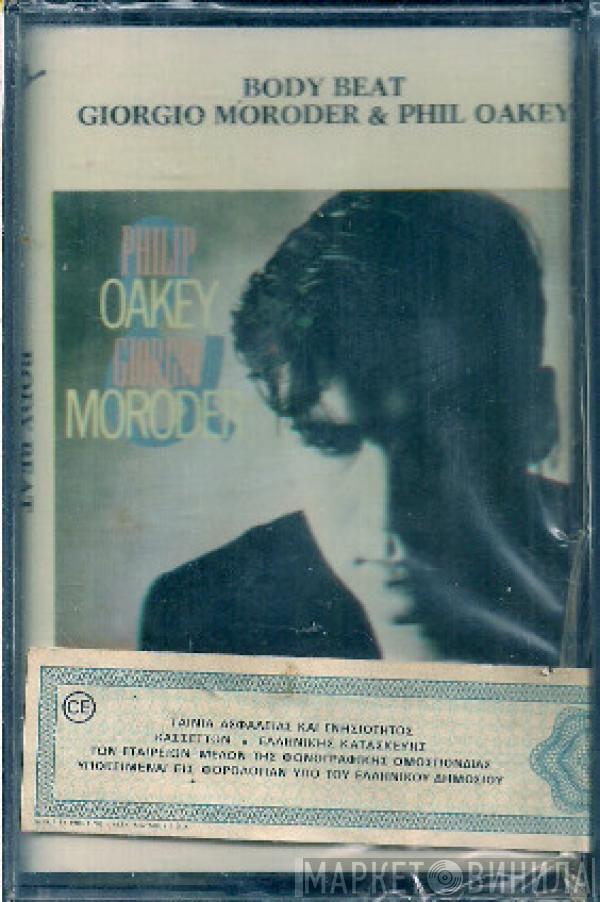 BODY BEAT
GIORGIO MORODER & PHIL OAKEY
PHILIP
OAKEY
GIORGIO
MORODER
BODY BEAT
CE
ΤΑΙΝΙΑ ΑΣΦΑΛΕΙΑΣ ΚΑΙ ΓΝΗΣΙΟΤΗΤΟΣ
ΚΑΣΣΕΤΤΩΝ • ΕΛΛΗΝΙΚΗΣ ΚΑΤΑΣΚΕΥΗΣ
ΤΩΝ ΕΤΑΙΡΕΙΩΝ ΜΕΛΩΝ ΤΗΣ ΦΩΝΟΓΡΑΦΙΚΗΣ ΟΜΟΣΠΟΝΔΙΑΣ
ΥΠΟΚΕΙΜΕΝΑΙ ΕΙΣ ΦΟΡΟΛΟΓΙΑΝ ΥΠΟ ΤΟΥ ΕΛΛΗΝΙΚΟΥ ΔΗΜΟΣΙΟΥ
МАРКЕТ ВИНИЛА